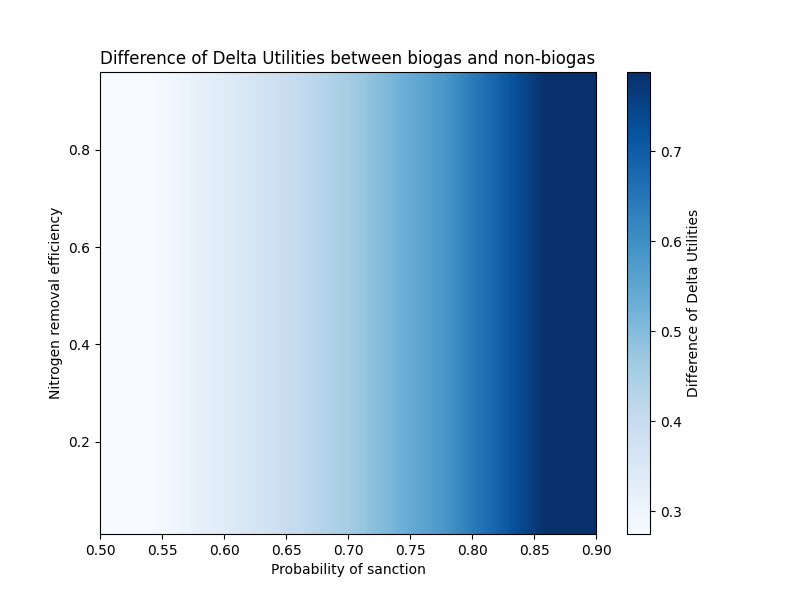 Difference of Delta Utilities between biogas and non-biogas
Nitrogen removal efficiency
0.8
0.6
0.4
0.2
0.50 0.55 0.60 0.65 0.70 0.75 0.80 0.85 0.90
Probability of sanction
0.7
0.6
0.5
0.4
0.3
Difference of Delta Utilities